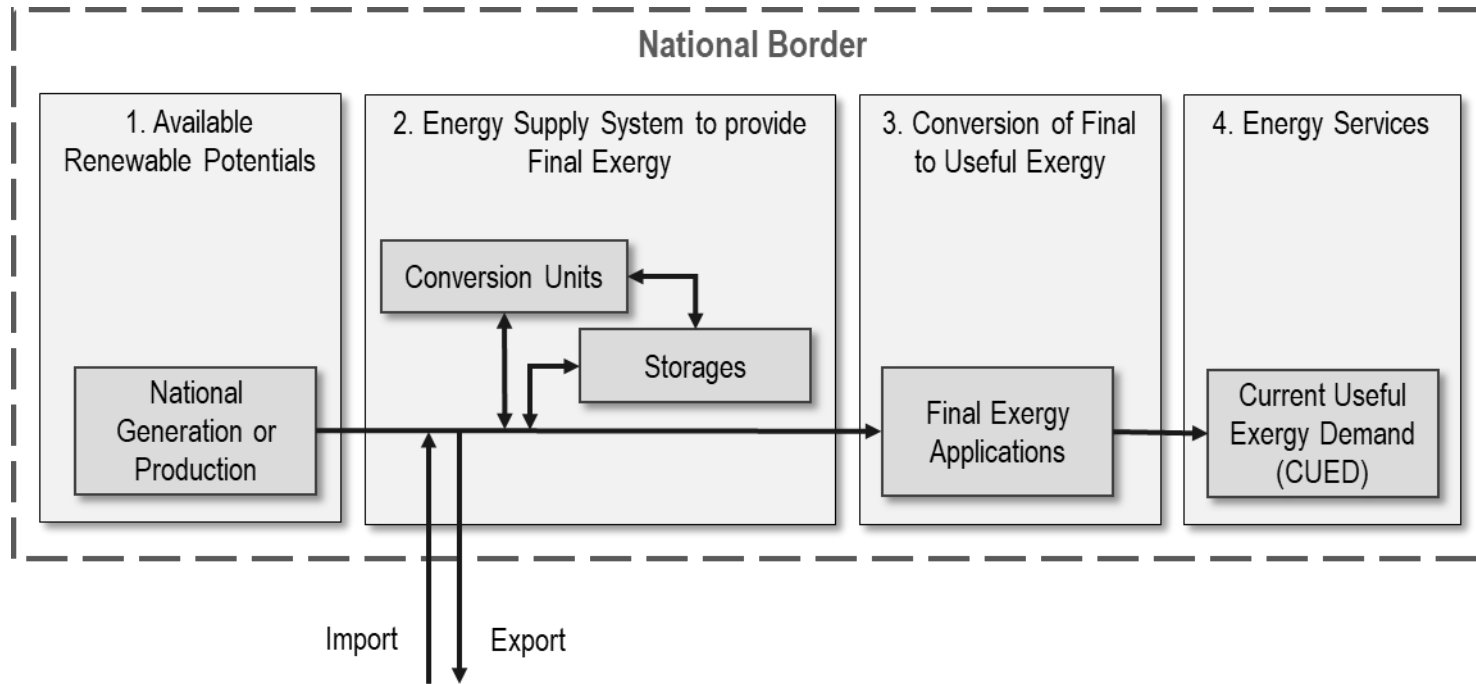 National Border
1. Available
Renewable Potentials
2. Energy Supply System to provide
Final Exergy
3. Conversion of Final
to Useful Exergy
4. Energy Services
Conversion Units
Storages
National
Generation or
Production
Final Exergy
Applications
Current Useful
Exergy Demand
(CUED)
Import
Export